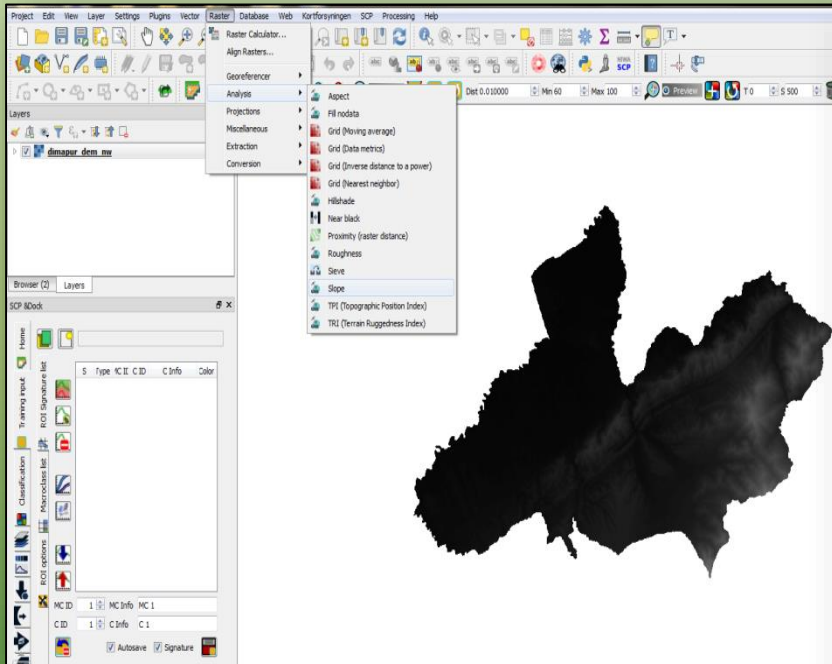 Project Edit View Layer Settings Plugins Vector Raster Database Web Kortforsyningen SCP Processing Help
Raster Calculator...
Align Rasters...
Georeferencer
Analysis
Projections
Miscellaneous
Extraction
Conversion
Aspect
Fill nodata
Grid (Moving average)
Grid (Data metrics)
Grid (Inverse distance to a power)
Grid (Nearest neighbor)
Hillshade
Near black
Proximity (raster distance)
Roughness
Sieve
Slope
TPI (Topographic Position Index)
TRI (Terrain Ruggedness Index)
SCP
Dist 0.010000 Min 60 Max 100 Preview T 0 S 500
Layers
dimapur_dem_nw
Browser (2) Layers
SCP &Dock
Home
Training input
Classification
ROI Signature list
Macroclass list
ROI options
S Type MC ID C ID C Info Color
MC ID 1 MC Info MC 1
C ID 1 C Info C 1
Autosave Signature